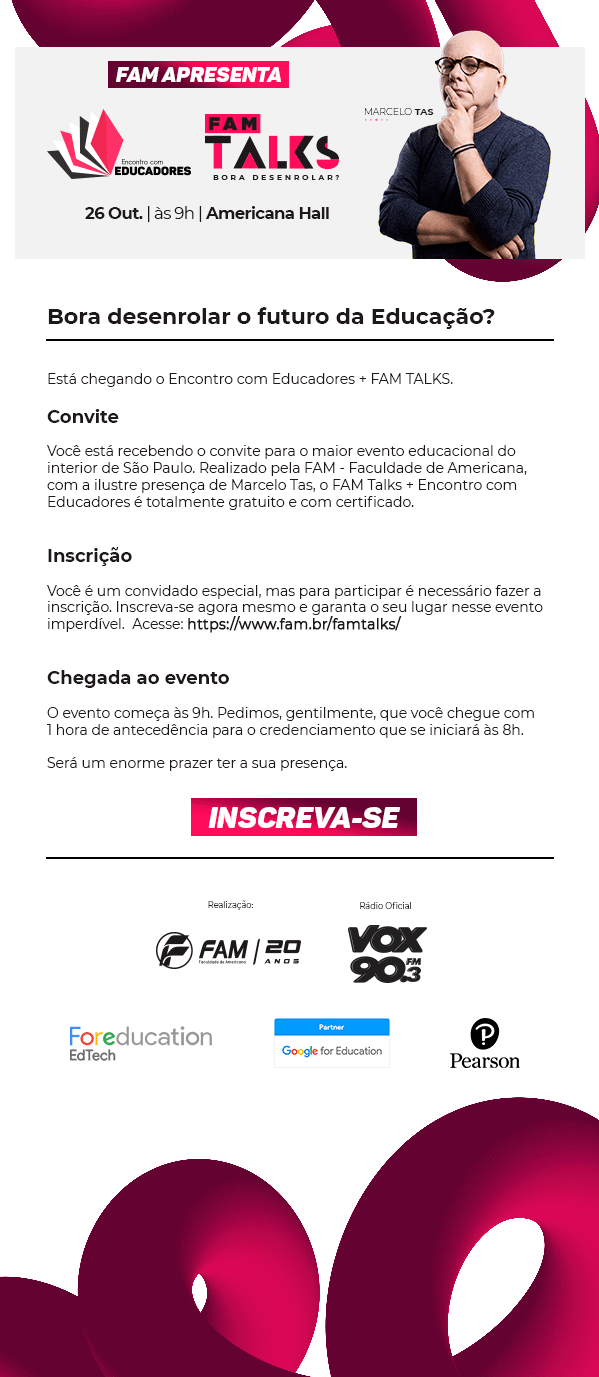 FAM APRESENTA
MARCELO TAS
Encontro com
EDUCADORES
FAM
TALKS
BORA DESENROLAR?
26 Out. | às 9h | Americana Hall
Bora desenrolar o futuro da Educação?
Está chegando o Encontro com Educadores + FAM TALKS.
Convite
Você está recebendo o convite para o maior evento educacional do
interior de São Paulo. Realizado pela FAM - Faculdade de Americana,
com a ilustre presença de Marcelo Tas, o FAM Talks + Encontro com
Educadores é totalmente gratuito e com certificado.
Inscrição
Você é um convidado especial, mas para participar é necessário fazer a
inscrição. Inscreva-se agora mesmo e garanta o seu lugar nesse evento
imperdível.  Acesse: https://www.fam.br/famtalks/
Chegada ao evento
O evento começa às 9h. Pedimos, gentilmente, que você chegue com
1 hora de antecedência para o credenciamento que se iniciará às 8h.
Será um enorme prazer ter a sua presença.
INSCREVA-SE
Realização:
FAM | 20
Faculdade de Americana
ANOS
Rádio Oficial
VOX
90.3
FM
Foreducation
EdTech
Partner
Google for Education
P
Pearson